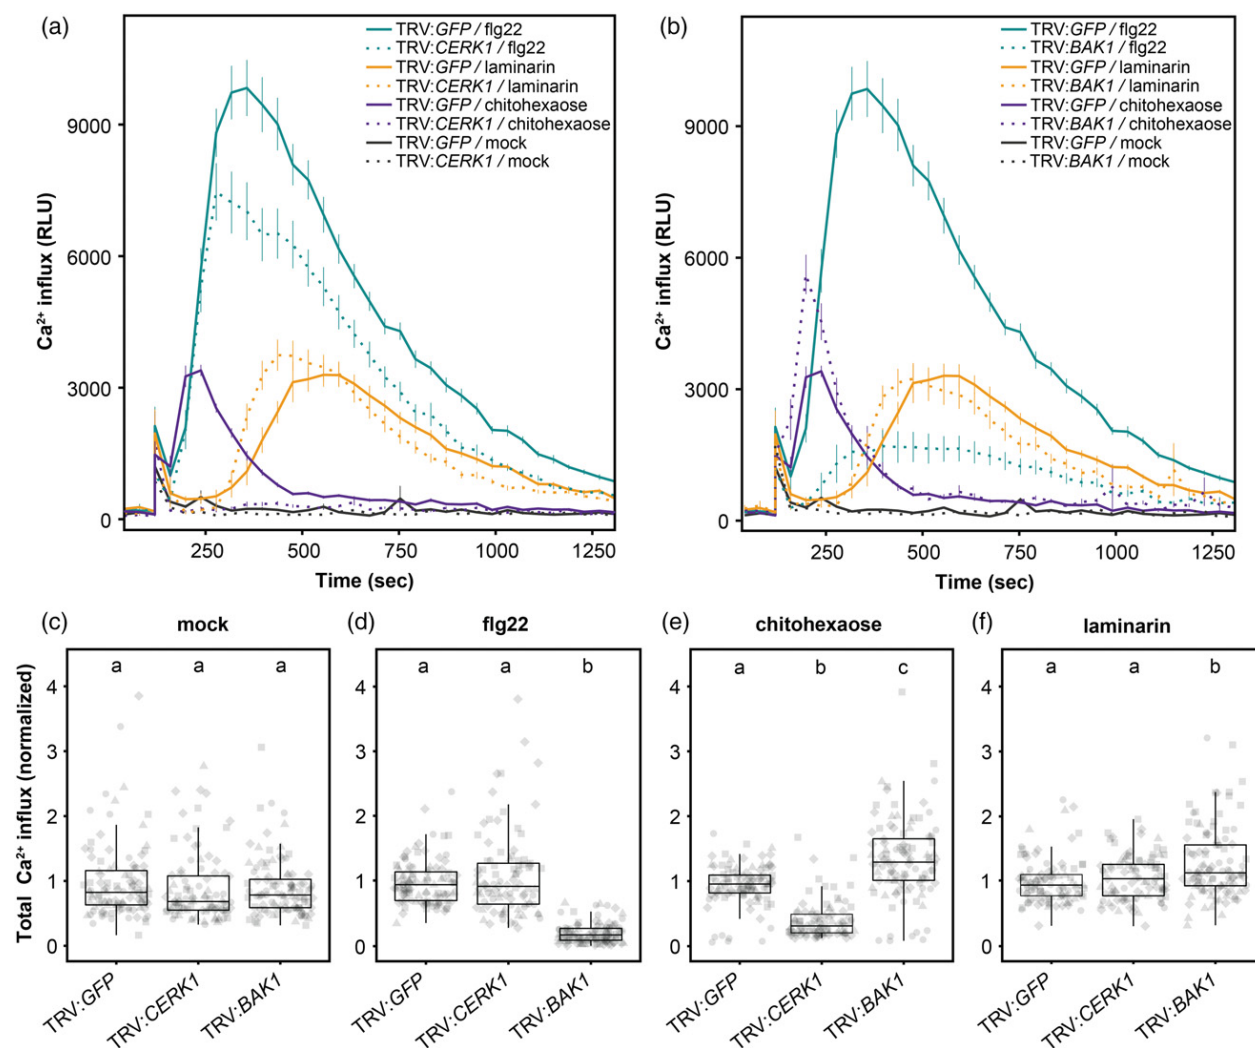 (a)
TRV:GFP / flg22
TRV:CERK1 / flg22
TRV:GFP / laminarin
TRV:CERK1 / laminarin
TRV:GFP / chitohexaose
TRV:CERK1 / chitohexaose
TRV:GFP / mock
TRV:CERK1 / mock
Ca²⁺ influx (RLU)
9000
6000
3000
0
250 500 750 1000 1250
Time (sec)
(b)
TRV:GFP / flg22
TRV:BAK1 / flg22
TRV:GFP / laminarin
TRV:BAK1 / laminarin
TRV:GFP / chitohexaose
TRV:BAK1 / chitohexaose
TRV:GFP / mock
TRV:BAK1 / mock
Ca²⁺ influx (RLU)
9000
6000
3000
0
250 500 750 1000 1250
Time (sec)
(c) mock
a a a
Total Ca²⁺ influx (normalized)
4
3
2
1
0
TRV:GFP TRV:CERK1 TRV:BAK1
(d) flg22
a a b
4
3
2
1
0
TRV:GFP TRV:CERK1 TRV:BAK1
(e) chitohexaose
a b c
4
3
2
1
0
TRV:GFP TRV:CERK1 TRV:BAK1
(f) laminarin
a a b
4
3
2
1
0
TRV:GFP TRV:CERK1 TRV:BAK1